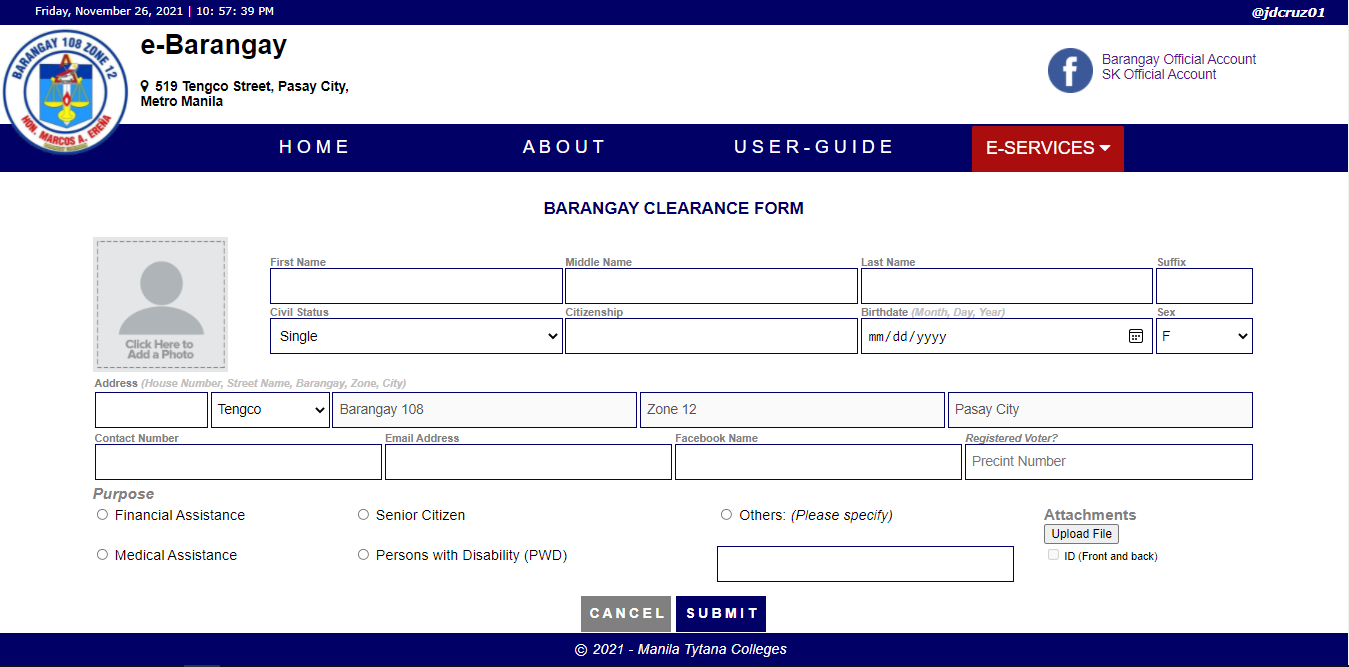 Friday, November 26, 2021 | 10: 57: 39 PM
@jdcruz01
BARANGAY 108 ZONE 12
HON. MARCOS A. EREÑA
e-Barangay
519 Tengco Street, Pasay City,
Metro Manila
Barangay Official Account
SK Official Account
HOME ABOUT USER-GUIDE E-SERVICES
BARANGAY CLEARANCE FORM
Click Here to
Add a Photo
First Name Middle Name Last Name Suffix
Civil Status Citizenship Birthdate (Month, Day, Year) Sex
Single mm/dd/yyyy F
Address (House Number, Street Name, Barangay, Zone, City)
Tengco Barangay 108 Zone 12 Pasay City
Contact Number Email Address Facebook Name Registered Voter?
Precint Number
Purpose
Financial Assistance Senior Citizen Others: (Please specify) Attachments
Upload File
Medical Assistance Persons with Disability (PWD) ID (Front and back)
CANCEL SUBMIT
© 2021 - Manila Tytana Colleges